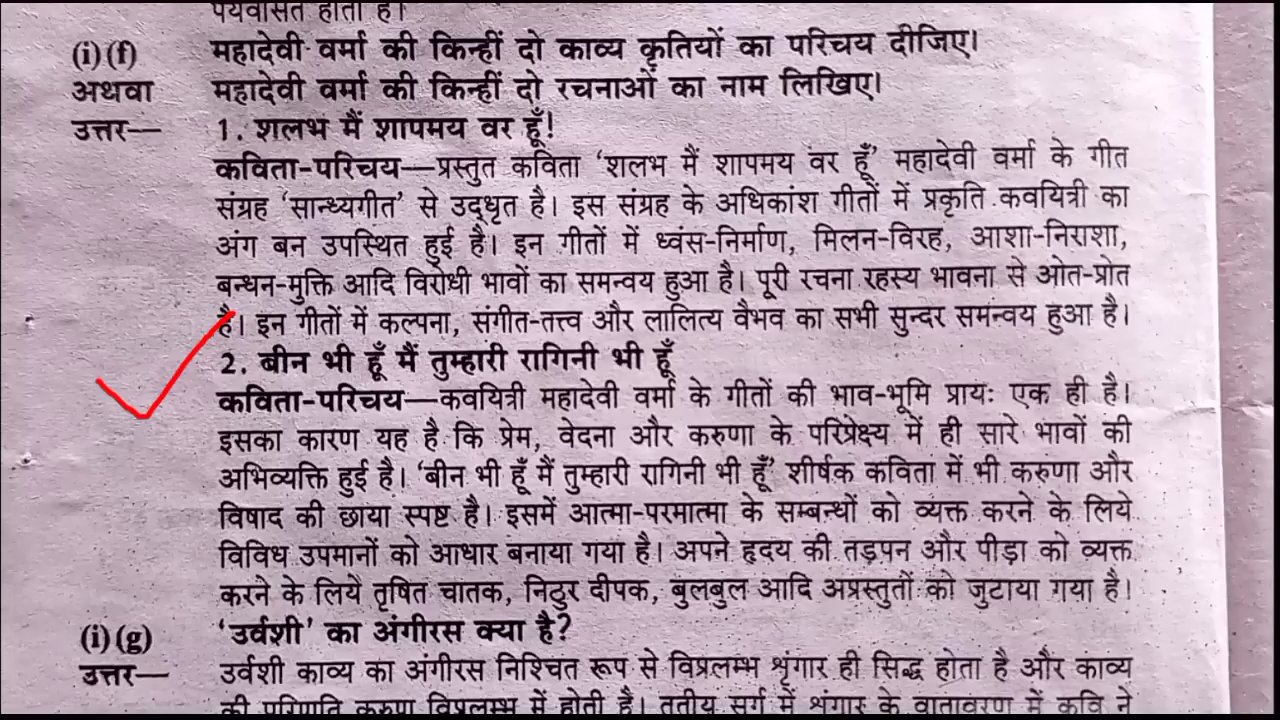 पर्यवसित होता है।
(i) (f) महादेवी वर्मा की किन्हीं दो काव्य कृतियों का परिचय दीजिए।
अथवा महादेवी वर्मा की किन्हीं दो रचनाओं का नाम लिखिए।
उत्तर— 1. शलभ मैं शापमय वर हूँ!
कविता-परिचय—प्रस्तुत कविता ‘शलभ मैं शापमय वर हूँ’ महादेवी वर्मा के गीत
संग्रह ‘सान्ध्यगीत’ से उद्धृत है। इस संग्रह के अधिकांश गीतों में प्रकृति कवयित्री का
अंग बन उपस्थित हुई है। इन गीतों में ध्वंस-निर्माण, मिलन-विरह, आशा-निराशा,
बन्धन-मुक्ति आदि विरोधी भावों का समन्वय हुआ है। पूरी रचना रहस्य भावना से ओत-प्रोत
है। इन गीतों में कल्पना, संगीत-तत्त्व और लालित्य वैभव का सभी सुन्दर समन्वय हुआ है।
2. बीन भी हूँ मैं तुम्हारी रागिनी भी हूँ
कविता-परिचय—कवयित्री महादेवी वर्मा के गीतों की भाव-भूमि प्रायः एक ही है।
इसका कारण यह है कि प्रेम, वेदना और करुणा के परिप्रेक्ष्य में ही सारे भावों की
अभिव्यक्ति हुई है। ‘बीन भी हूँ मैं तुम्हारी रागिनी भी हूँ’ शीर्षक कविता में भी करुणा और
विषाद की छाया स्पष्ट है। इसमें आत्मा-परमात्मा के सम्बन्धों को व्यक्त करने के लिये
विविध उपमानों को आधार बनाया गया है। अपने हृदय की तड़पन और पीड़ा को व्यक्त
करने के लिये तृषित चातक, निठुर दीपक, बुलबुल आदि अप्रस्तुतों को जुटाया गया है।
(i) (g) ‘उर्वशी’ का अंगीरस क्या है?
उत्तर— उर्वशी काव्य का अंगीरस निश्चित रूप से विप्रलम्भ शृंगार ही सिद्ध होता है और काव्य
की परिणति करुण विप्रलम्भ में होती है। तृतीय सर्ग में शृंगार के वातावरण में कवि ने